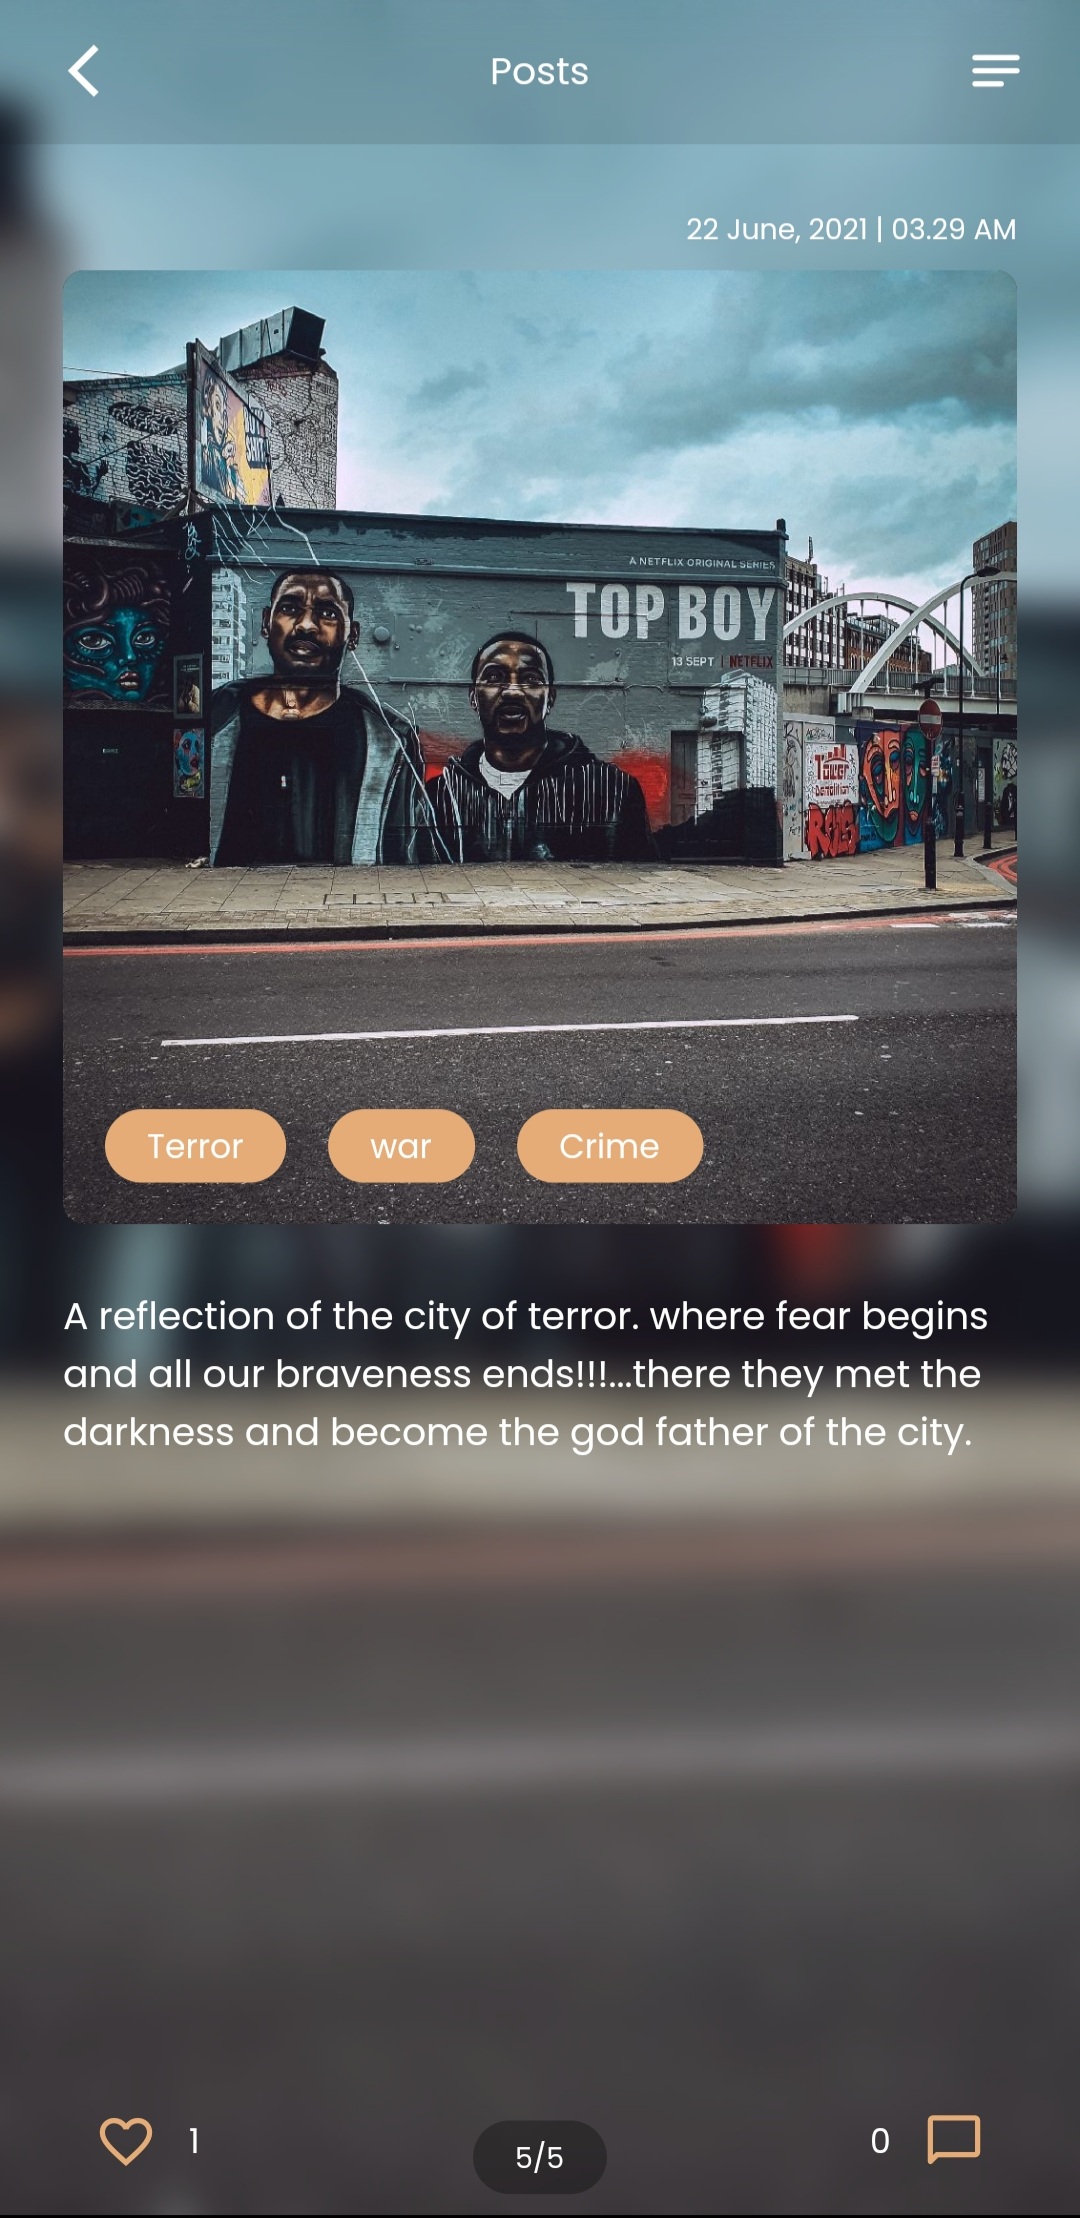 Posts
22 June, 2021 | 03.29 AM
A NETFLIX ORIGINAL SERIES
TOP BOY
13 SEPT | NETFLIX
Tower
Demolition
Terror
war
Crime
A reflection of the city of terror. where fear begins
and all our braveness ends!!!...there they met the
darkness and become the god father of the city.
1
5/5
0